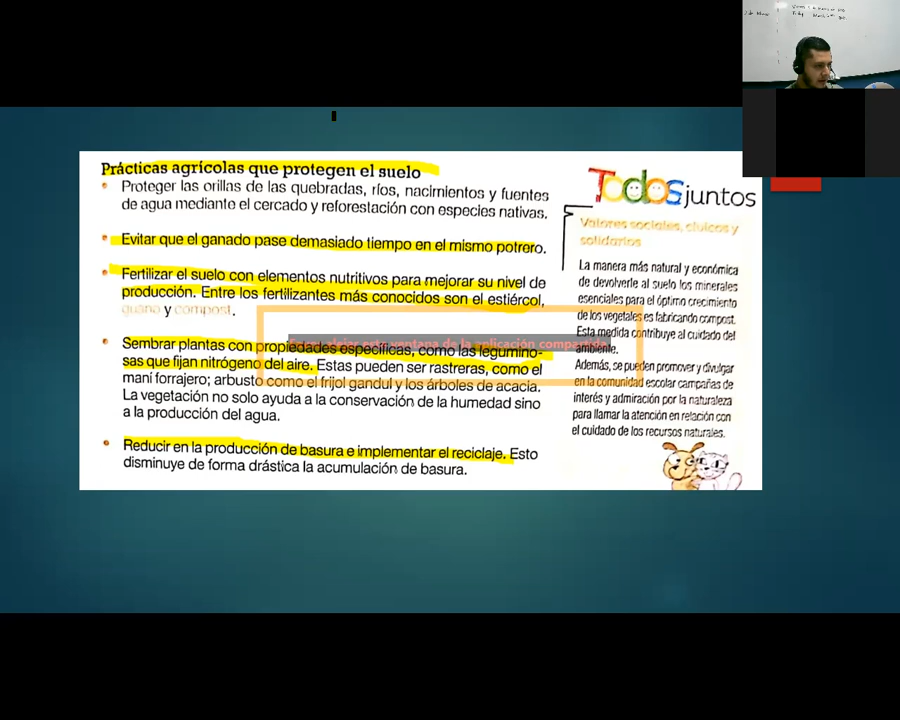 Prácticas agrícolas que protegen el suelo
• Proteger las orillas de las quebradas, ríos, nacimientos y fuentes
de agua mediante el cercado y reforestación con especies nativas.
• Evitar que el ganado pase demasiado tiempo en el mismo potrero.
• Fertilizar el suelo con elementos nutritivos para mejorar su nivel de
producción. Entre los fertilizantes más conocidos son el estiércol,
guano y compost.
• Sembrar plantas con propiedades específicas, como las legumino-
sas que fijan nitrógeno del aire. Estas pueden ser rastreras, como el
maní forrajero; arbusto como el frijol gandul y los árboles de acacia.
La vegetación no solo ayuda a la conservación de la humedad sino
a la producción del agua.
• Reducir en la producción de basura e implementar el reciclaje. Esto
disminuye de forma drástica la acumulación de basura.
Todos juntos
Valores sociales, cívicos y
solidarios
La manera más natural y económica
de devolverle al suelo los minerales
esenciales para el óptimo crecimiento
de los vegetales es fabricando compost.
Esta medida contribuye al cuidado del
ambiente.
Además, se pueden promover y divulgar
en la comunidad escolar campañas de
interés y admiración por la naturaleza
para llamar la atención en relación con
el cuidado de los recursos naturales.
esta ventana de la aplicación compartida